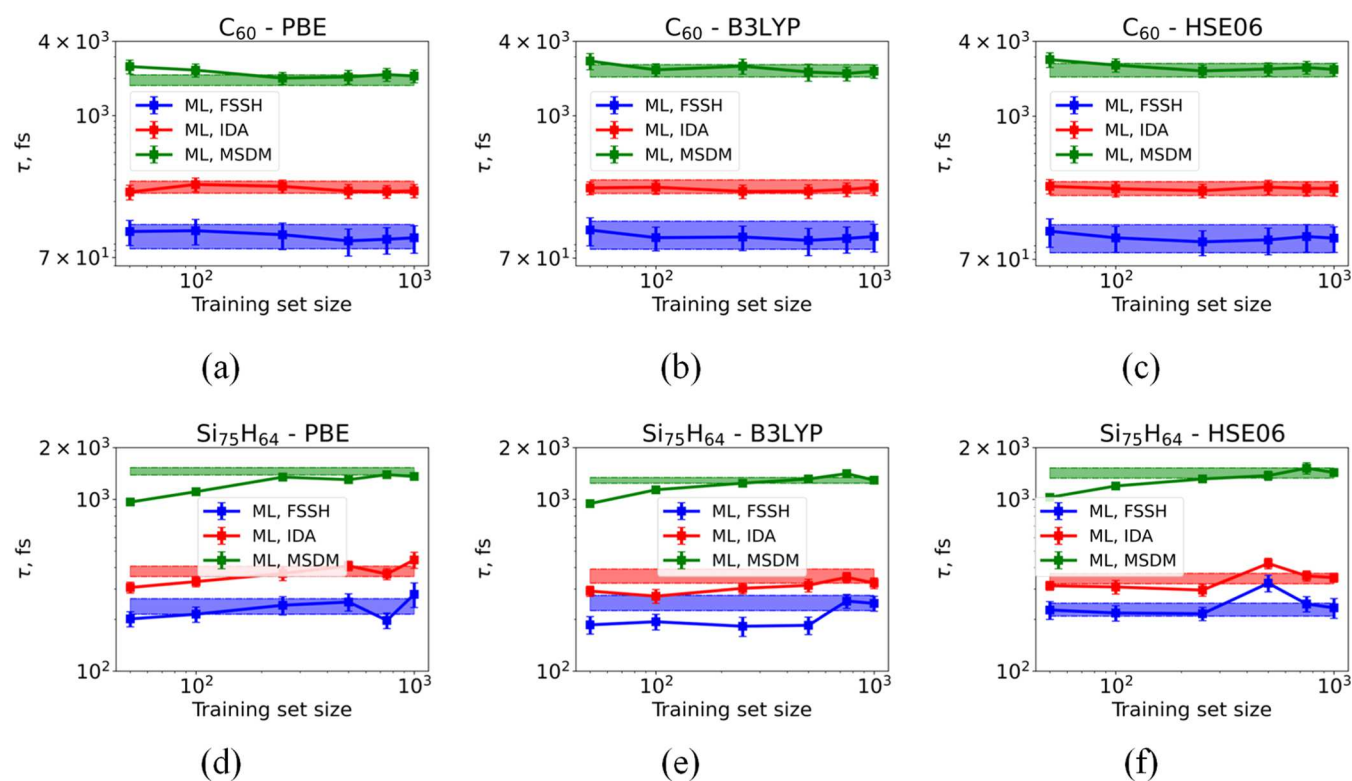 C₆₀ - PBE
4 × 10³
10³
7 × 10¹
τ, fs
ML, FSSH
ML, IDA
ML, MSDM
10²
10³
Training set size
(a)
C₆₀ - B3LYP
4 × 10³
10³
7 × 10¹
τ, fs
ML, FSSH
ML, IDA
ML, MSDM
10²
10³
Training set size
(b)
C₆₀ - HSE06
4 × 10³
10³
7 × 10¹
τ, fs
ML, FSSH
ML, IDA
ML, MSDM
10²
10³
Training set size
(c)
Si₇₅H₆₄ - PBE
2 × 10³
10³
10²
τ, fs
ML, FSSH
ML, IDA
ML, MSDM
10²
10³
Training set size
(d)
Si₇₅H₆₄ - B3LYP
2 × 10³
10³
10²
τ, fs
ML, FSSH
ML, IDA
ML, MSDM
10²
10³
Training set size
(e)
Si₇₅H₆₄ - HSE06
2 × 10³
10³
10²
τ, fs
ML, FSSH
ML, IDA
ML, MSDM
10²
10³
Training set size
(f)